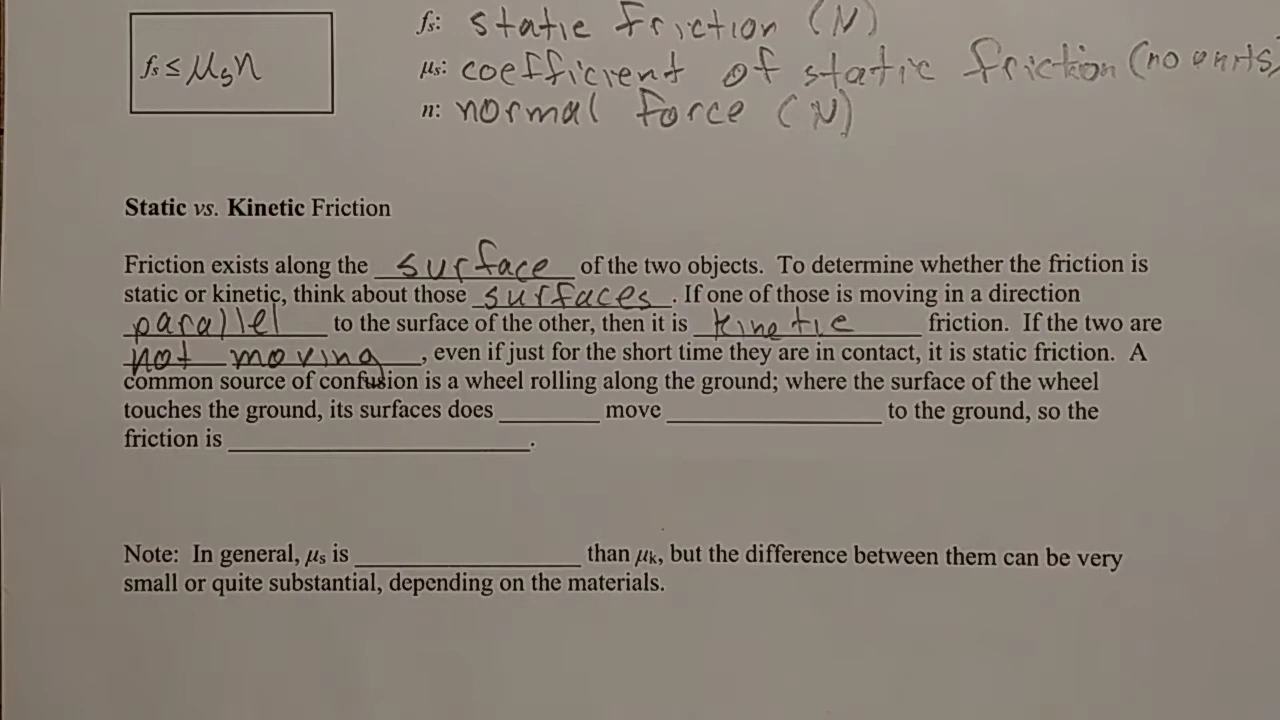 fs: static friction (N)
fs ≤ μsn
μs: coefficient of static friction (no units)
n: normal force (N)
Static vs. Kinetic Friction
Friction exists along the surface of the two objects. To determine whether the friction is
static or kinetic, think about those surfaces. If one of those is moving in a direction
parallel to the surface of the other, then it is kinetic friction. If the two are
not moving, even if just for the short time they are in contact, it is static friction. A
common source of confusion is a wheel rolling along the ground; where the surface of the wheel
touches the ground, its surfaces does ________ move ________________ to the ground, so the
friction is ________________________.
Note: In general, μs is __________________ than μk, but the difference between them can be very
small or quite substantial, depending on the materials.